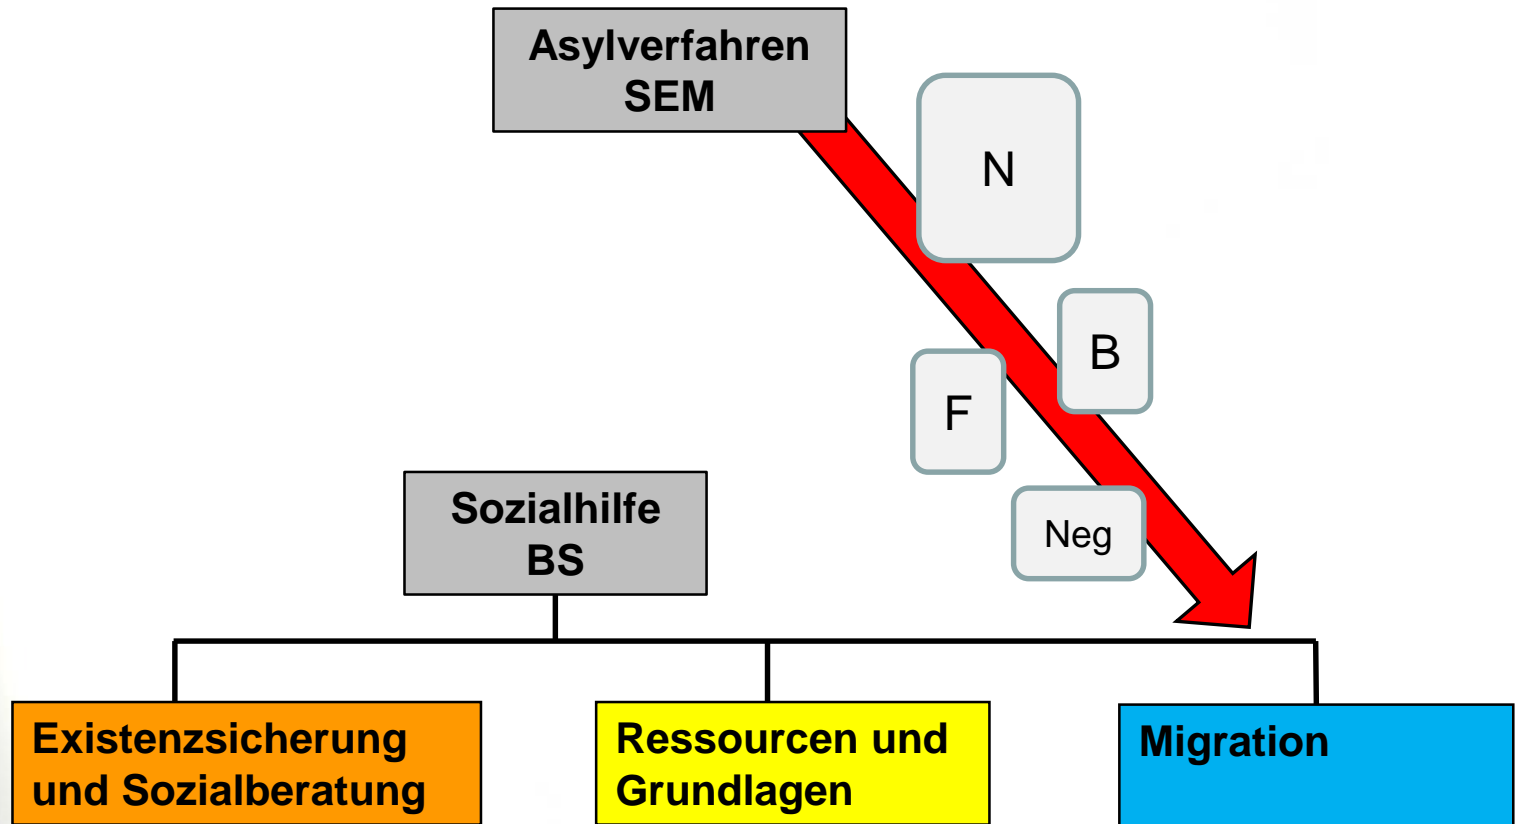 Asylverfahren
SEM
N
B
F
Neg
Sozialhilfe
BS
Existenzsicherung
und Sozialberatung
Ressourcen und
Grundlagen
Migration